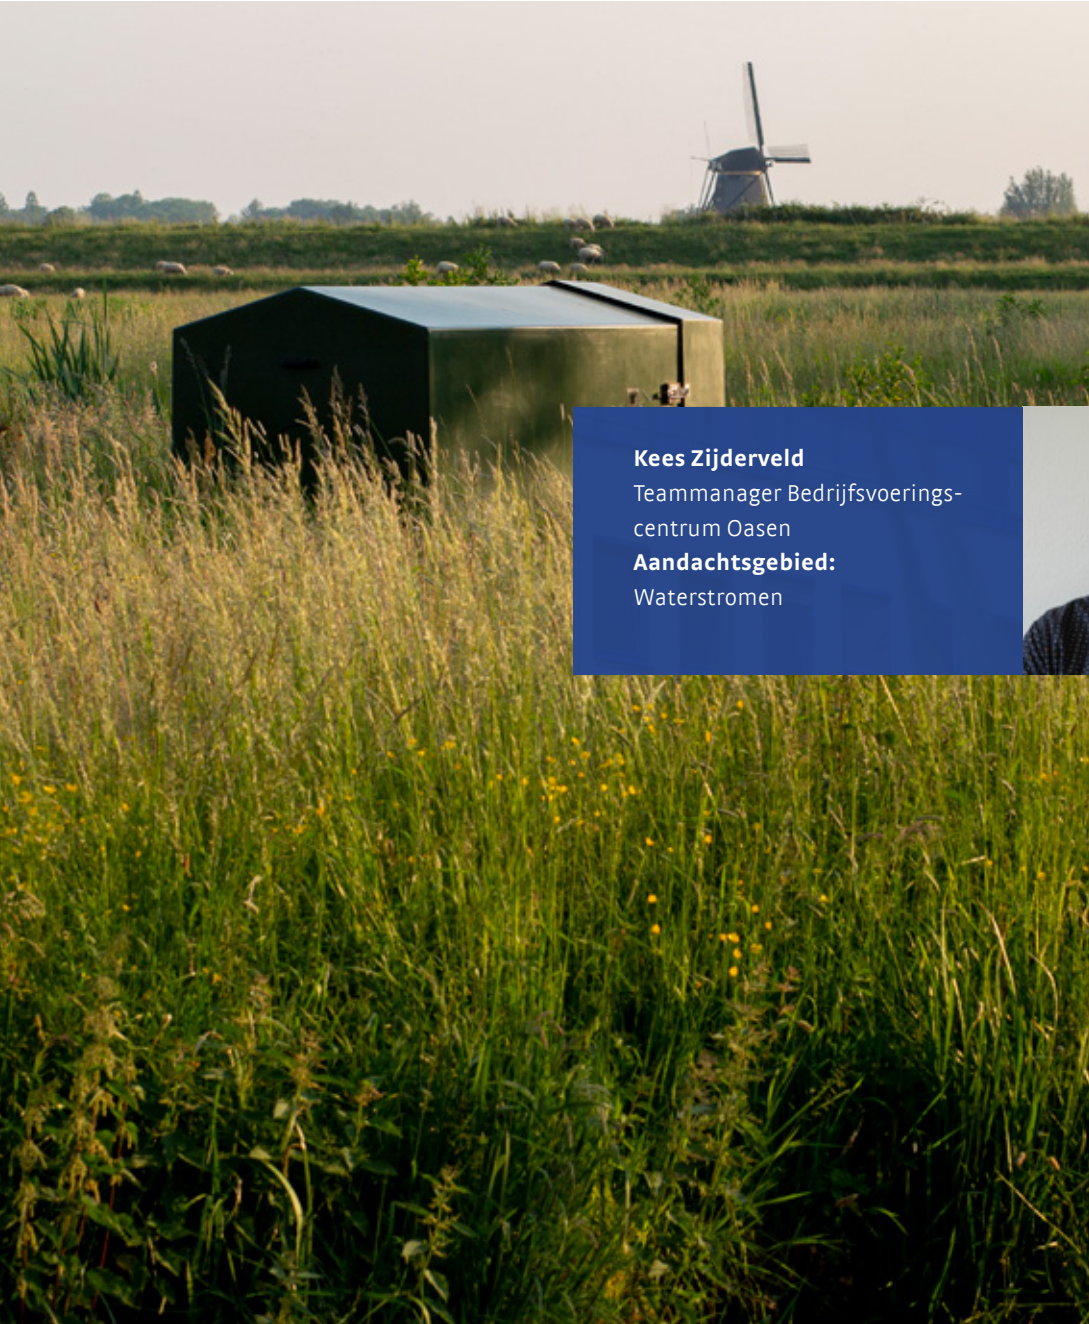 Kees Zijderveld
Teammanager Bedrijfsvoerings-
centrum Oasen
Aandachtsgebied:
Waterstromen